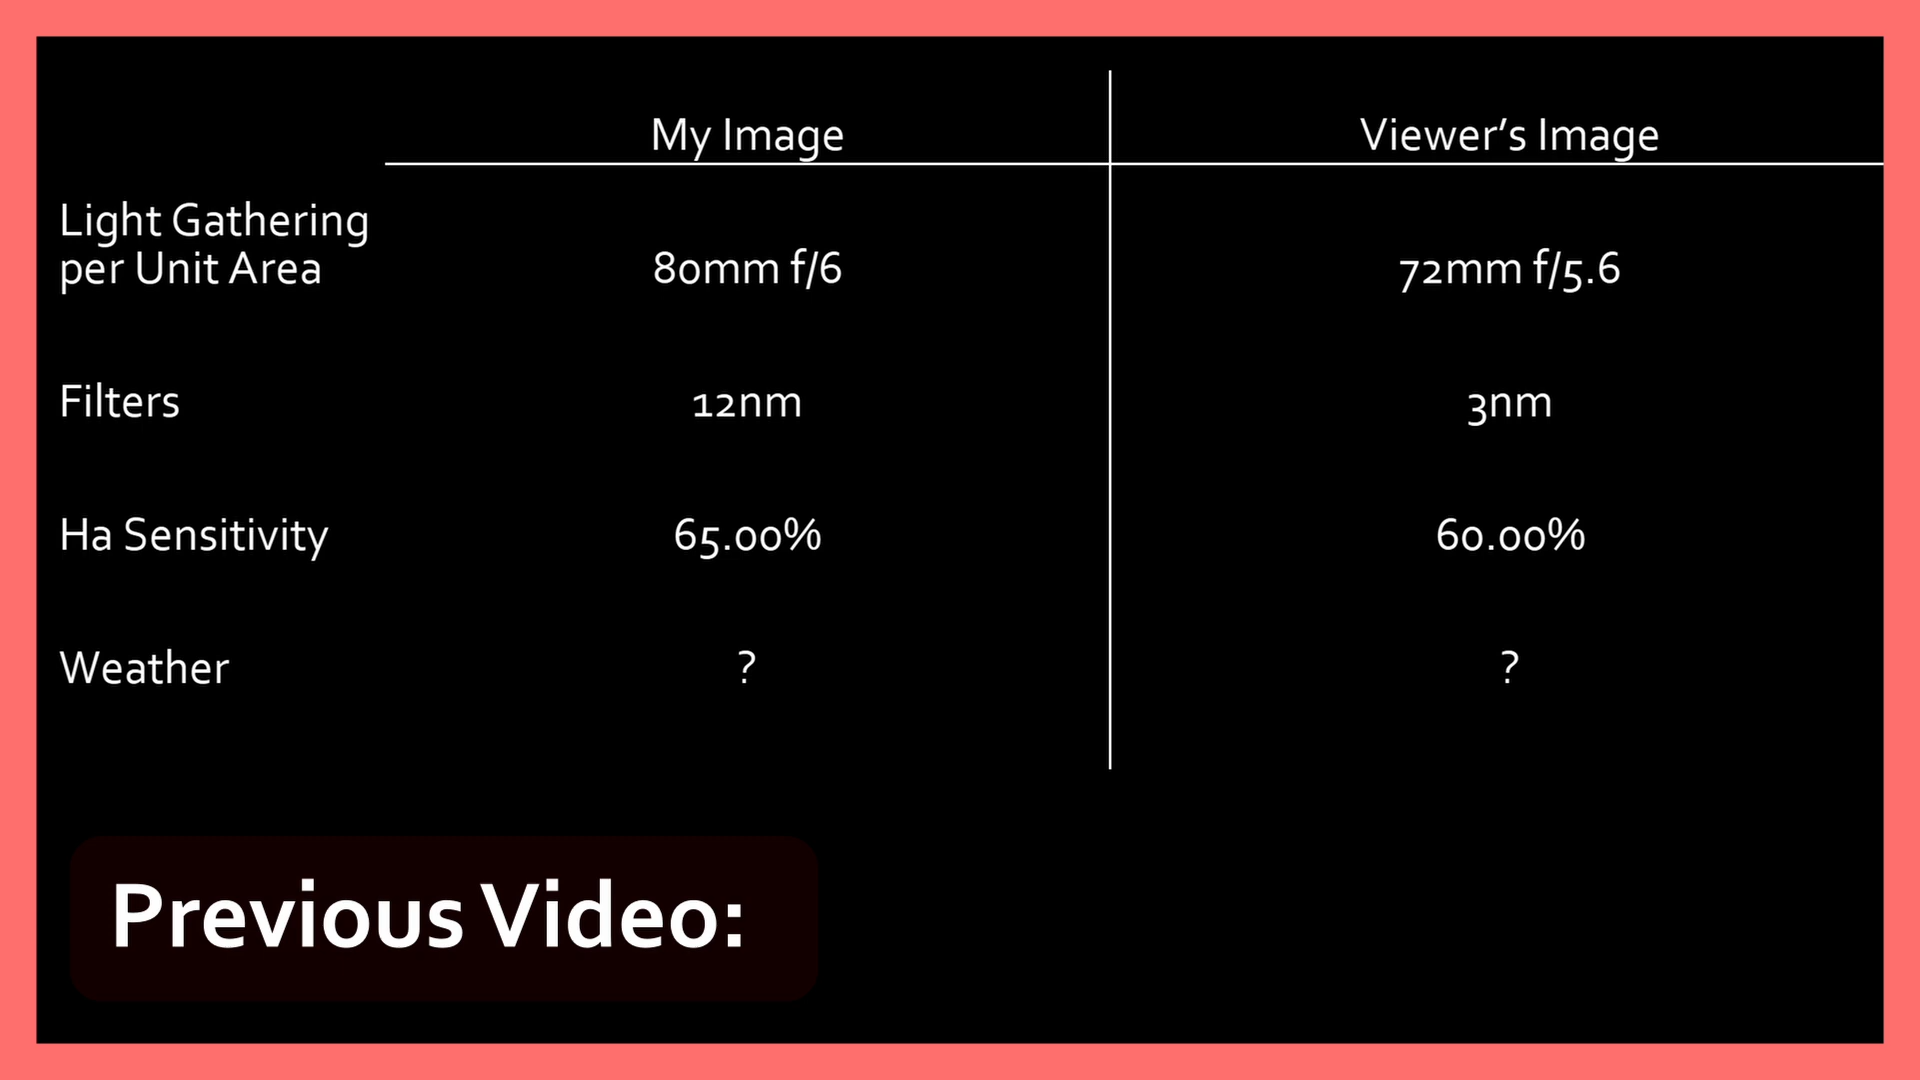 My Image
Viewer’s Image
Light Gathering
per Unit Area
80mm f/6
72mm f/5.6
Filters
12nm
3nm
Ha Sensitivity
65.00%
60.00%
Weather
?
?
Previous Video: